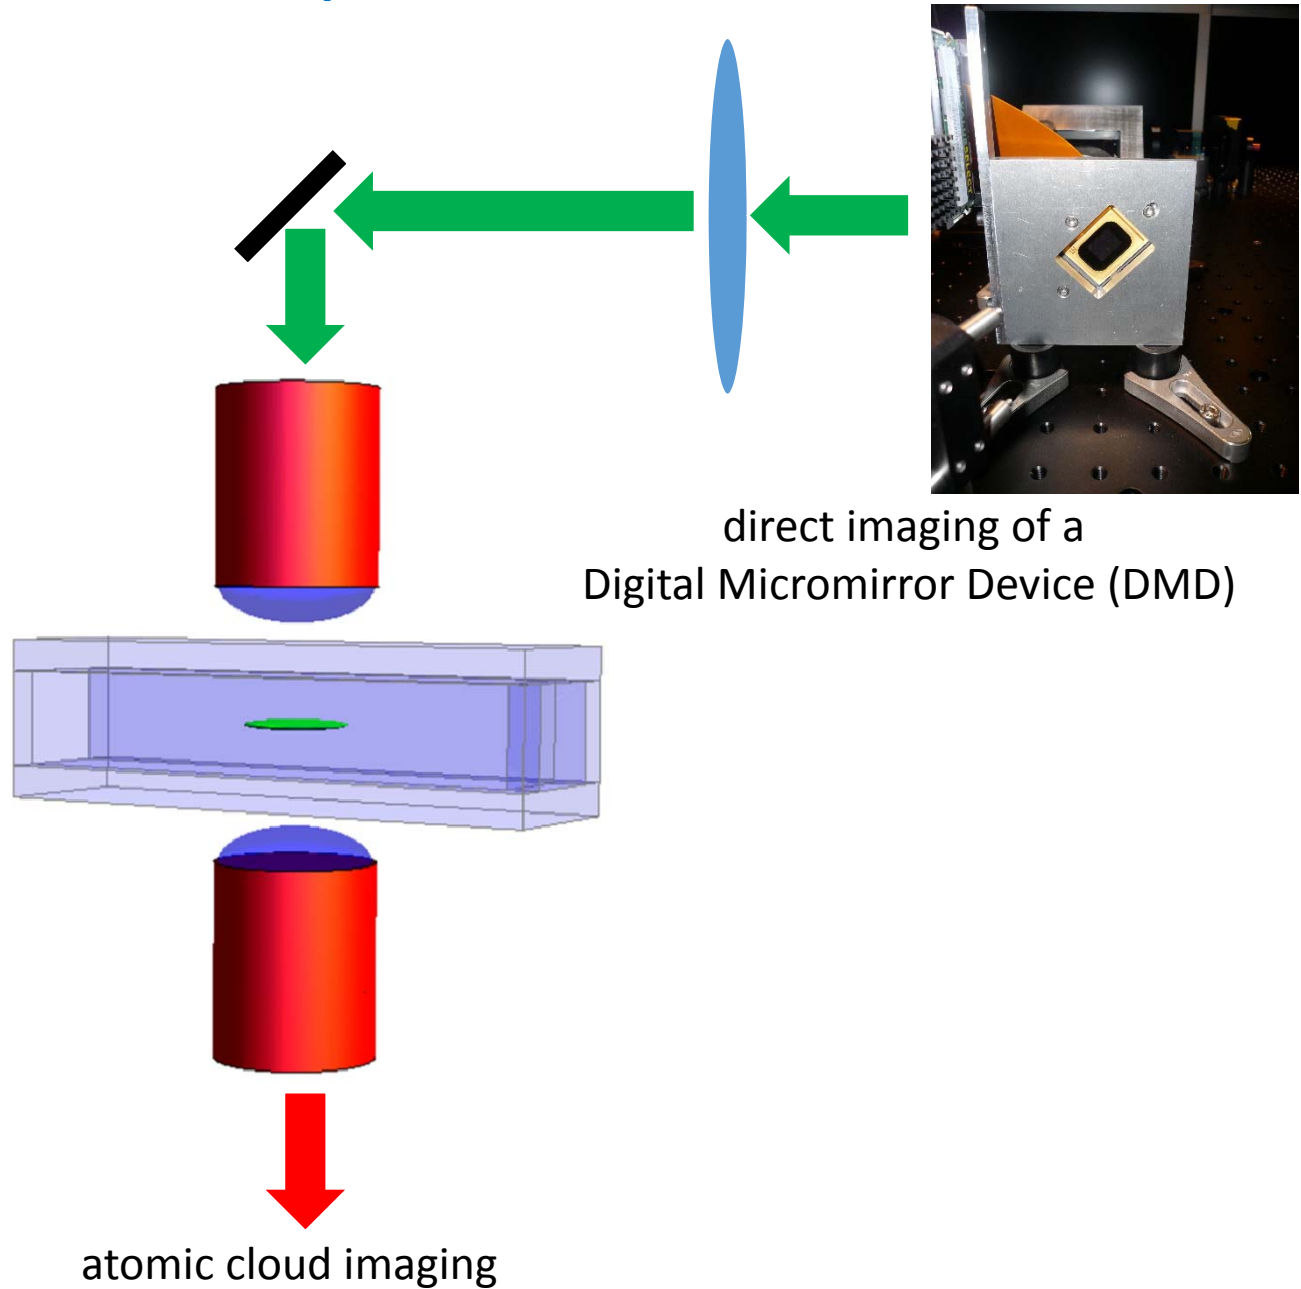 direct imaging of a
Digital Micromirror Device (DMD)
atomic cloud imaging